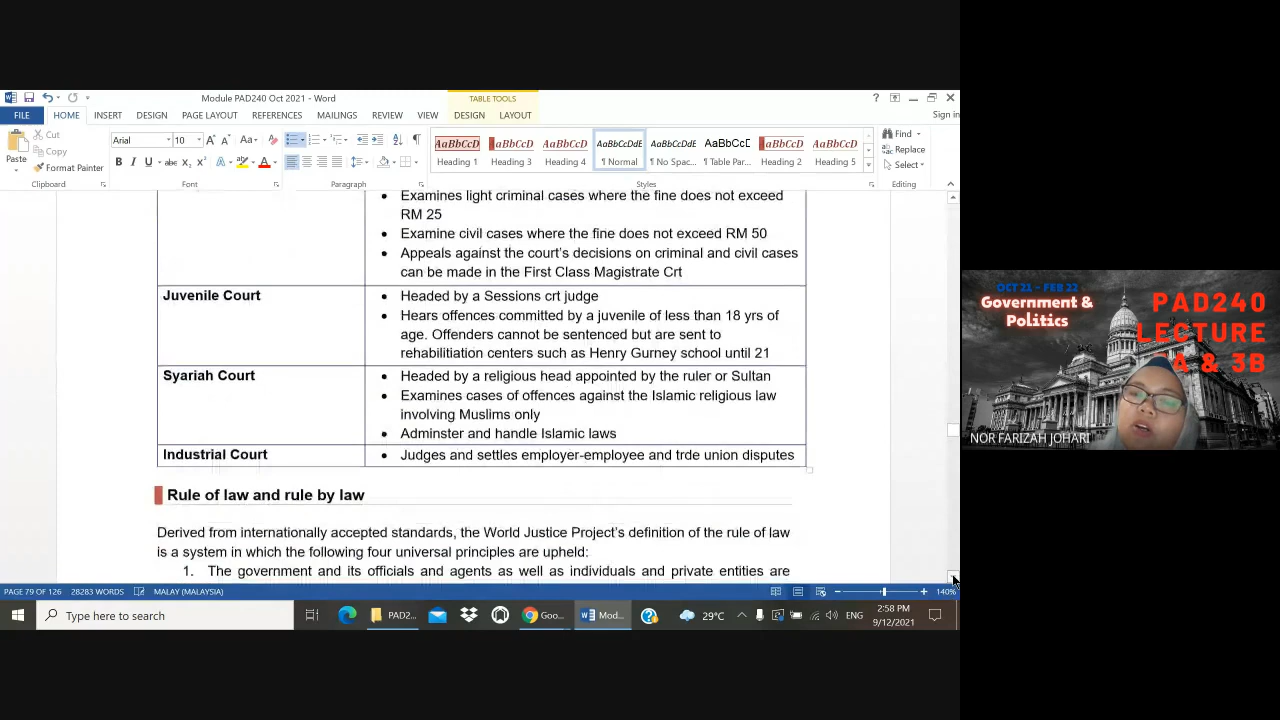 Module PAD240 Oct 2021 - Word
TABLE TOOLS
FILE HOME INSERT DESIGN PAGE LAYOUT REFERENCES MAILINGS REVIEW VIEW DESIGN LAYOUT
Sign in
Cut
Copy
Format Painter
Paste
Arial 10
AaBbCcD AaBbCcD AaBbCcD AaBbCcDdE AaBbCcDdE AaBbCcD AaBbCcD
Heading 1 Heading 3 Heading 4 ¶ Normal ¶ No Spac... ¶ Table Par... Heading 2 Heading 5
Find
Replace
Select
Clipboard Font Paragraph Styles Editing
Examines light criminal cases where the fine does not exceed
RM 25
Examine civil cases where the fine does not exceed RM 50
Appeals against the court's decisions on criminal and civil cases
can be made in the First Class Magistrate Crt
Juvenile Court
• Headed by a Sessions crt judge
• Hears offences committed by a juvenile of less than 18 yrs of
age. Offenders cannot be sentenced but are sent to
rehabilitiation centers such as Henry Gurney school until 21
Syariah Court
• Headed by a religious head appointed by the ruler or Sultan
• Examines cases of offences against the Islamic religious law
involving Muslims only
• Adminster and handle Islamic laws
Industrial Court
• Judges and settles employer-employee and trde union disputes
Rule of law and rule by law
Derived from internationally accepted standards, the World Justice Project's definition of the rule of law
is a system in which the following four universal principles are upheld:
1. The government and its officials and agents as well as individuals and private entities are
PAGE 79 OF 126 28283 WORDS MALAY (MALAYSIA) 140%
Type here to search
PAD2... Goo... Mod...
29°C ENG
2:58 PM
9/12/2021
OCT 21 - FEB 22
Government &
Politics
PAD240
LECTURE
A & 3B
NOR FARIZAH JOHARI